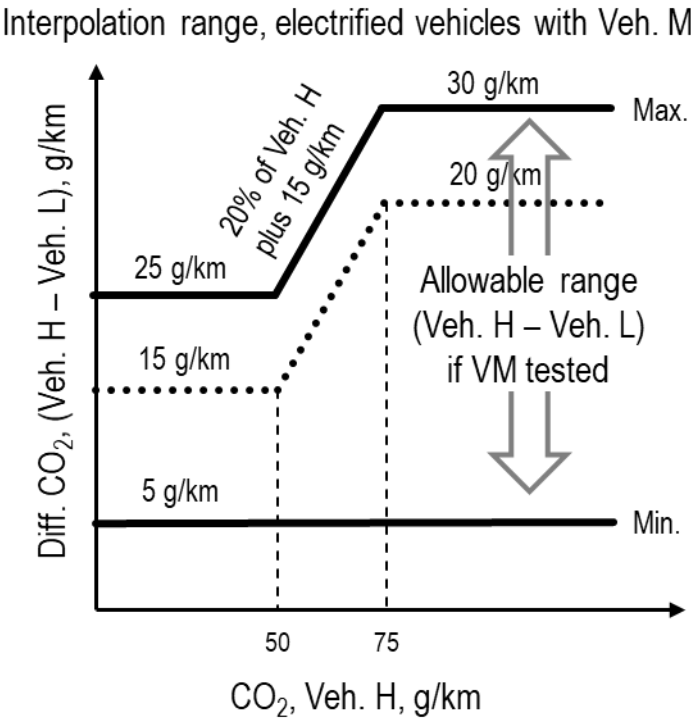 Interpolation range, electrified vehicles with Veh. M
Diff. CO₂, (Veh. H – Veh. L), g/km
30 g/km
Max.
20% of Veh. H
plus 15 g/km
20 g/km
25 g/km
Allowable range
(Veh. H – Veh. L)
if VM tested
15 g/km
5 g/km
Min.
50
75
CO₂, Veh. H, g/km